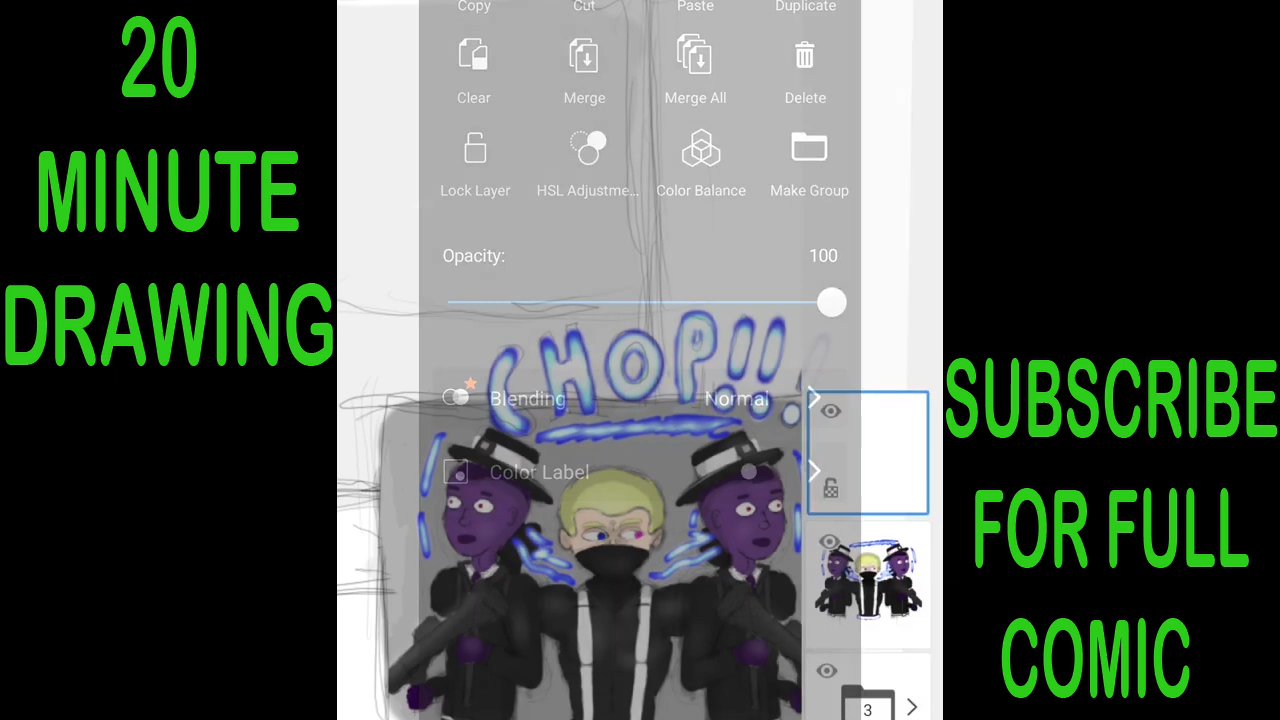 20
MINUTE
DRAWING
Copy Cut Paste Duplicate
Clear Merge Merge All Delete
Lock Layer HSL Adjustme... Color Balance Make Group
Opacity: 100
CHOP!!!
Blending Normal
Color Label
3
SUBSCRIBE
FOR FULL
COMIC